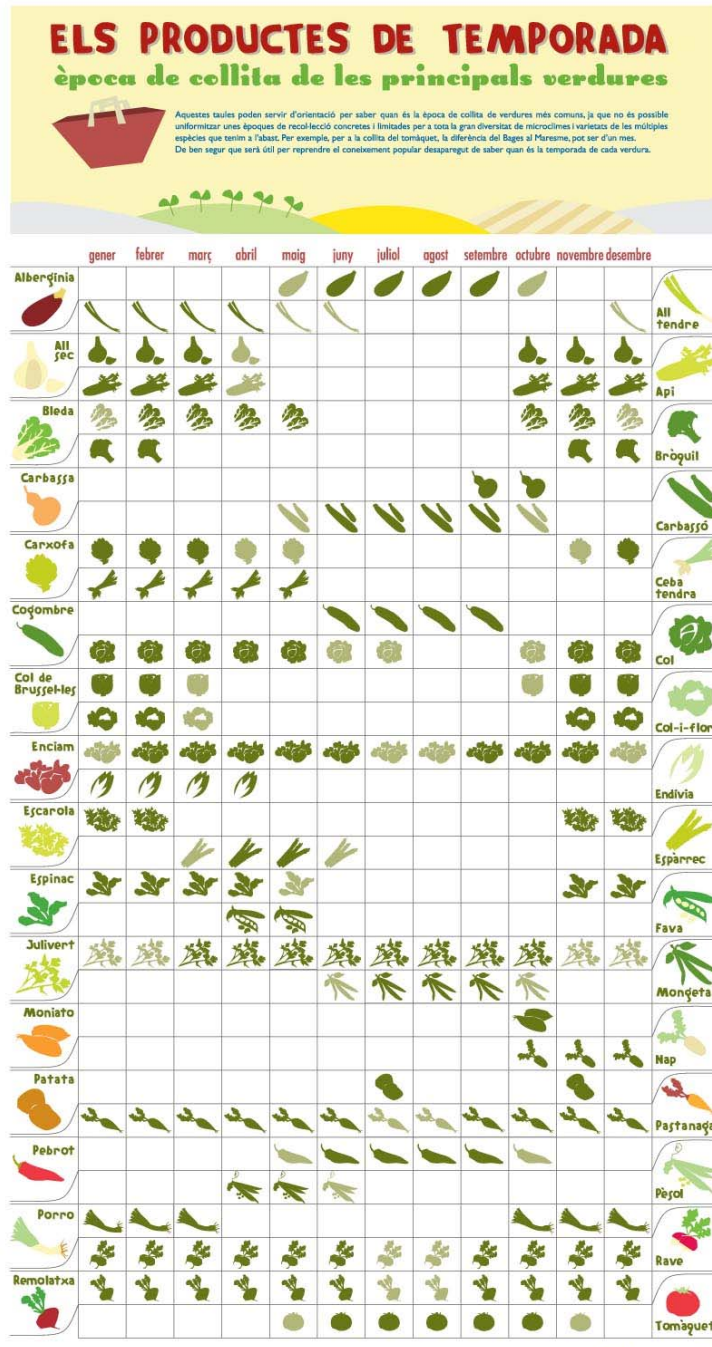 ELS PRODUCTES DE TEMPORADA
època de collita de les principals verdures
Aquestes taules poden servir d'orientació per saber quan és la època de collita de verdures més comuns, ja que no és possible
uniformitzar unes èpoques de recol·lecció concretes i limitades per a tota la gran diversitat de microclimes i varietats de les múltiples
espècies que tenim a l'abast. Per exemple, per a la collita del tomàquet, la diferència del Bages al Maresme, pot ser d'un mes.
De ben segur que serà útil per reprendre el coneixement popular desaparegut de saber quan és la temporada de cada verdura.
gener febrer març abril maig juny juliol agost setembre octubre novembre desembre
Albergínia
All
tendre
All
sec
Api
Bleda
Bròquil
Carbassa
Carbassó
Carxofa
Ceba
tendra
Cogombre
Col
Col de
Brussel·les
Col-i-flor
Enciam
Endívia
Escarola
Espàrrec
Espinac
Fava
Julivert
Mongeta
Moniato
Nap
Patata
Pastanaga
Pebrot
Pèsol
Porro
Rave
Remolatxa
Tomàquet